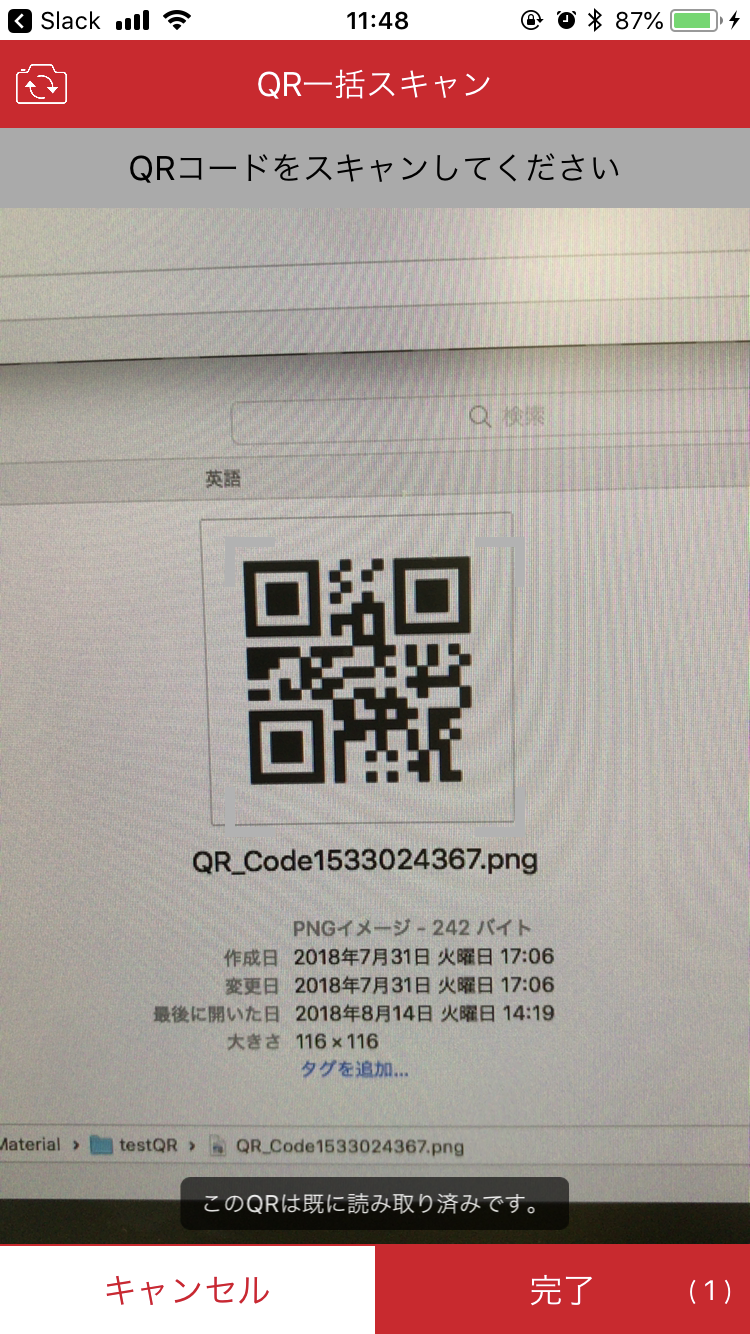 Slack 11:48 87%
QR一括スキャン
QRコードをスキャンしてください
検索
英語
QR_Code1533024367.png
PNGイメージ - 242 バイト
作成日 2018年7月31日 火曜日 17:06
変更日 2018年7月31日 火曜日 17:06
最後に開いた日 2018年8月14日 火曜日 14:19
大きさ 116 × 116
タグを追加...
Material › testQR › QR_Code1533024367.png
このQRは既に読み取り済みです。
キャンセル 完了 (1)